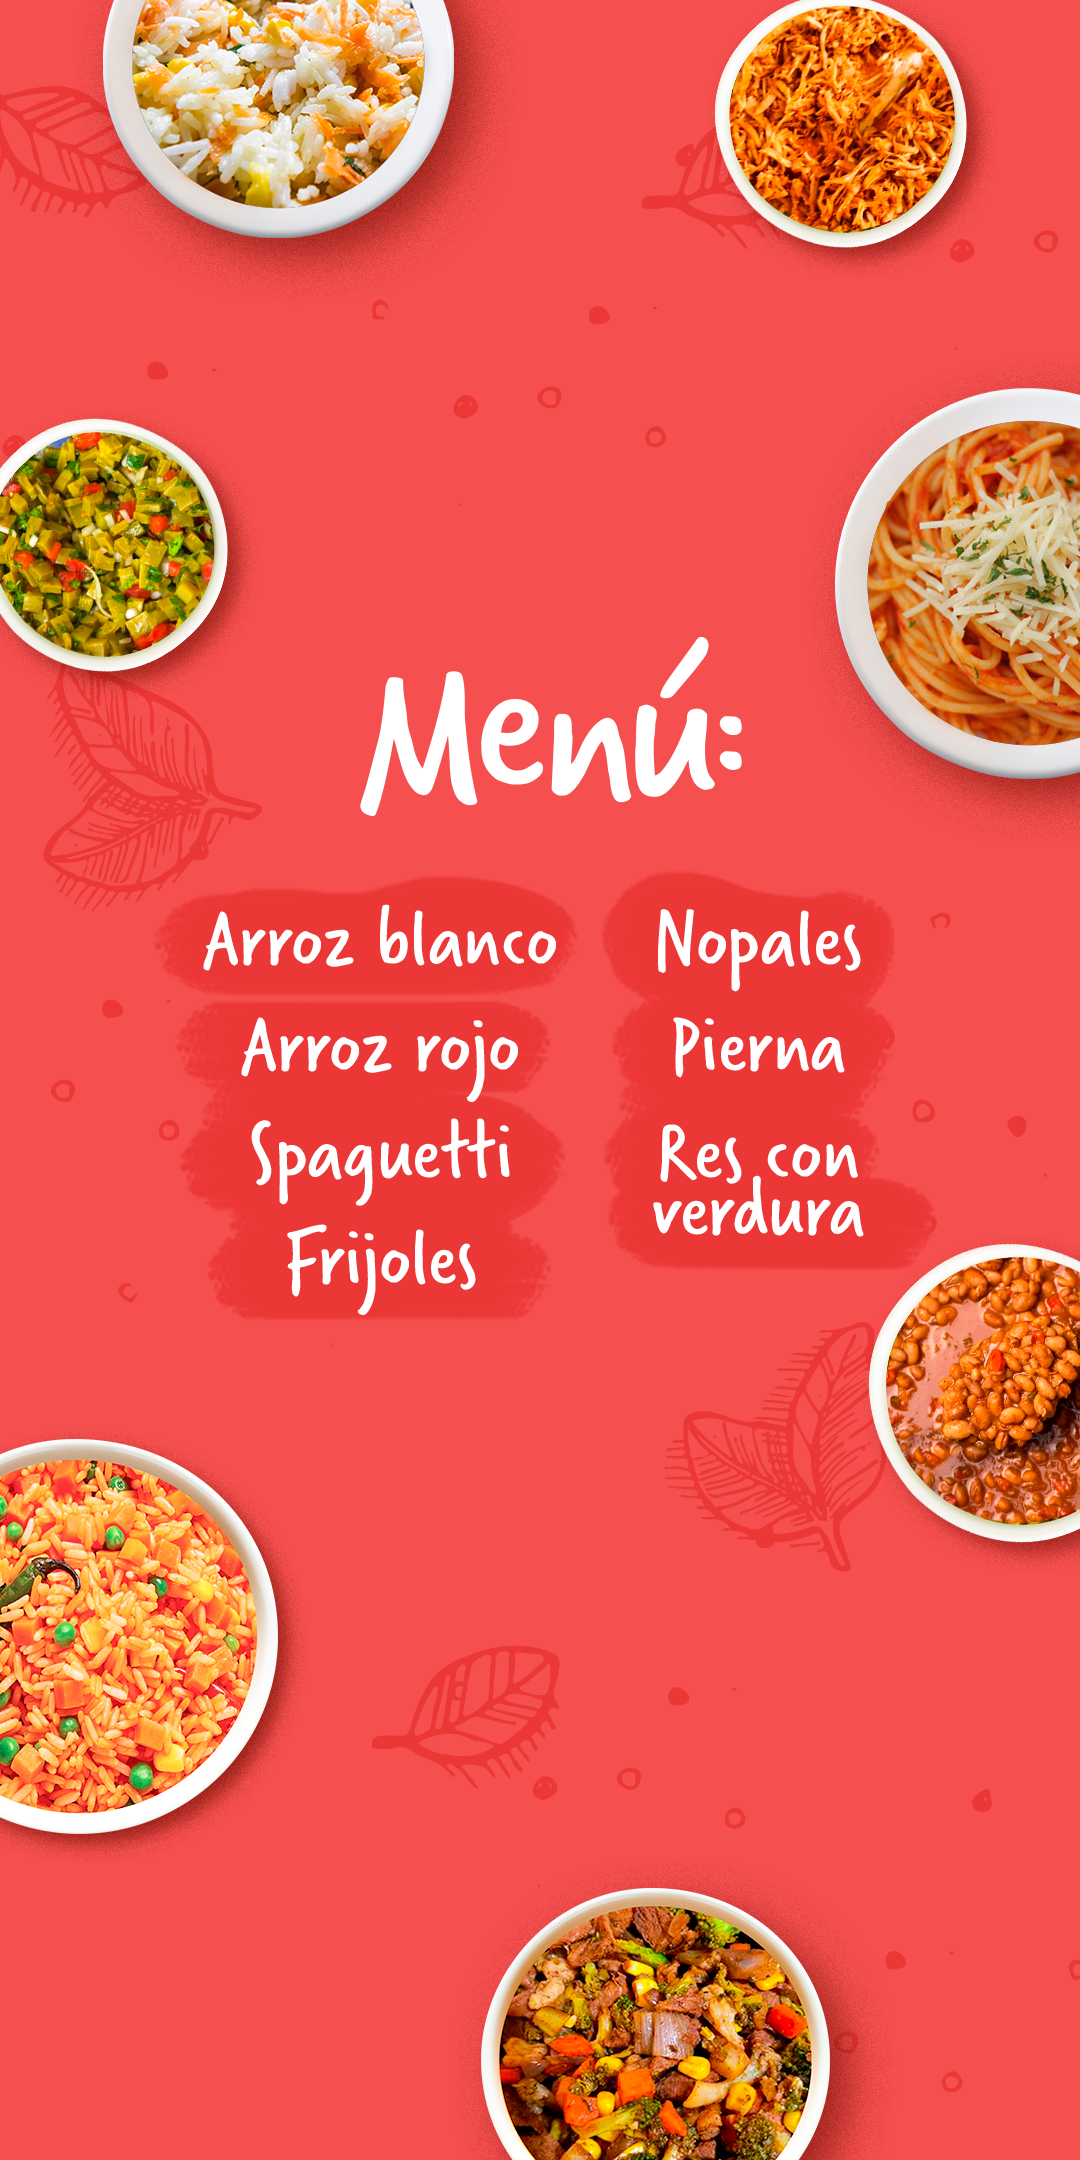 Menú:
Arroz blanco
Arroz rojo
Spaguetti
Frijoles
Nopales
Pierna
Res con
verdura